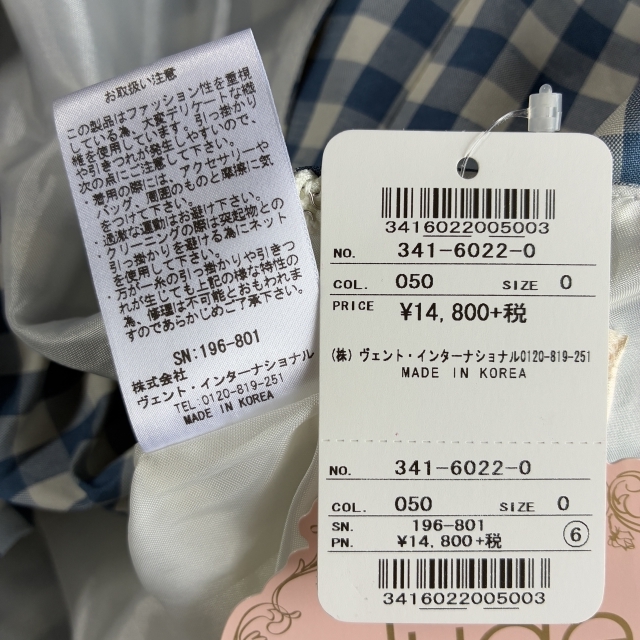 お取扱い注意
この製品はファッション性を重視
している為、大変デリケートな繊
維を使用しています。引っ掛かり
や引きつれが発生しやすいので、
次の点にご注意下さい。
・着用の際には、アクセサリーや
バッグ、周囲のものと摩擦に気
をつけて下さい。
・過激な運動はお避け下さい。
・クリーニングの際は突起物との
引っ掛かりを避ける為にネット
を使用して下さい。
・万が一糸の引っ掛かりや引きつ
れが生じても上記の様な特性の
為、修理は不可能とおもわれま
すのであらかじめご了承下さい。
SN:196-801
株式会社
ヴェント・インターナショナル
TEL:0120-819-251
MADE IN KOREA
3416022005003
NO. 341-6022-0
COL. 050 SIZE 0
PRICE ¥14,800+税
(株)ヴェント・インターナショナル0120-819-251
MADE IN KOREA
NO. 341-6022-0
COL. 050 SIZE 0
SN. 196-801
PN. ¥14,800+税 ⑥
3416022005003